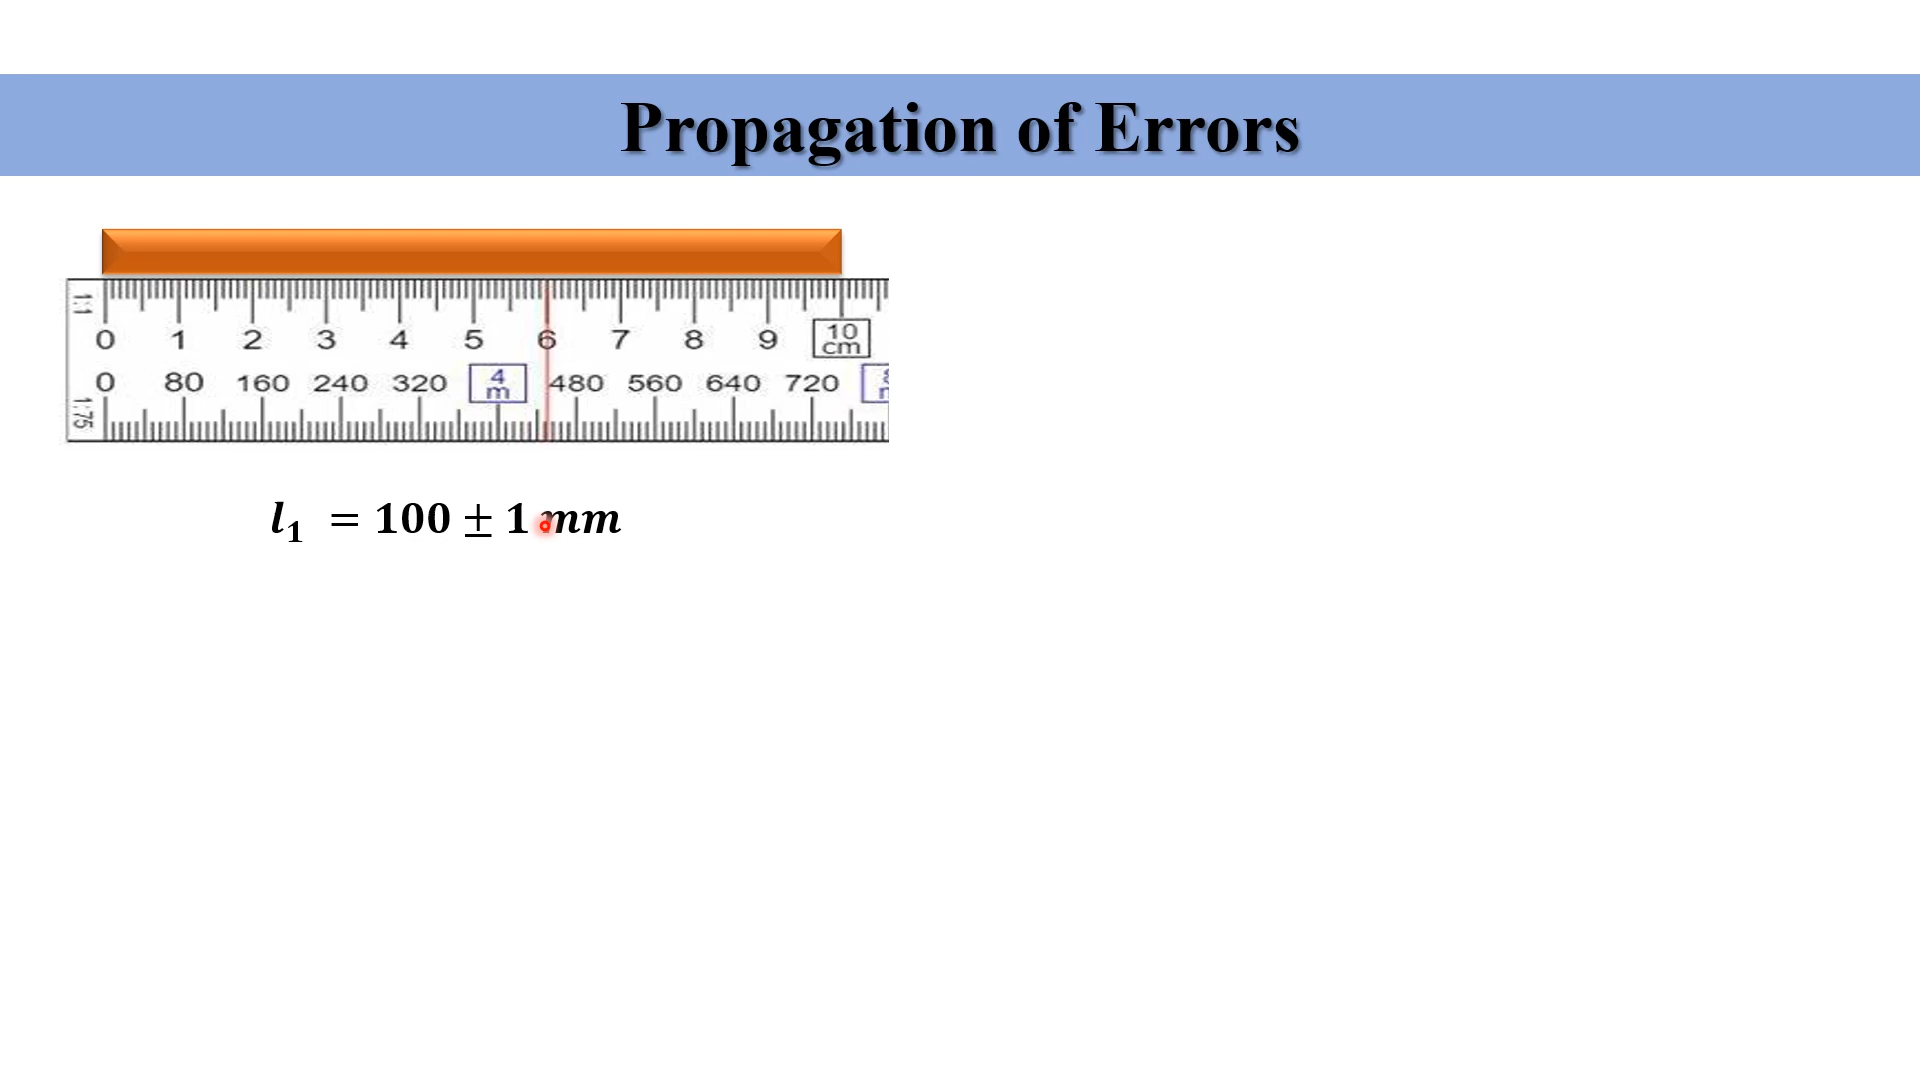 Propagation of Errors
1:1
0 1 2 3 4 5 6 7 8 9 10 cm
0 80 160 240 320 4 m 480 560 640 720
1:75
l₁ = 100 ± 1 mm